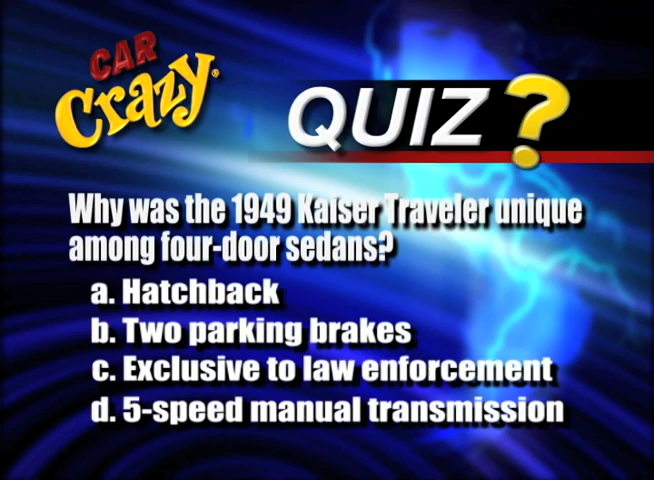 CAR
Crazy®
QUIZ?
Why was the 1949 Kaiser Traveler unique
among four-door sedans?
a. Hatchback
b. Two parking brakes
c. Exclusive to law enforcement
d. 5-speed manual transmission